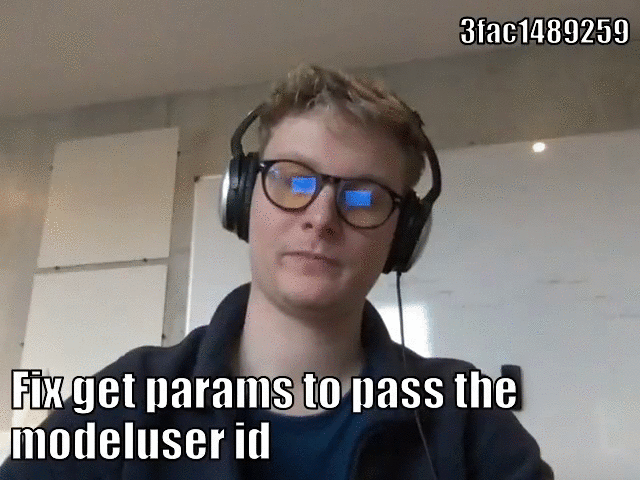 3fac1489259
Fix get params to pass the
modeluser id